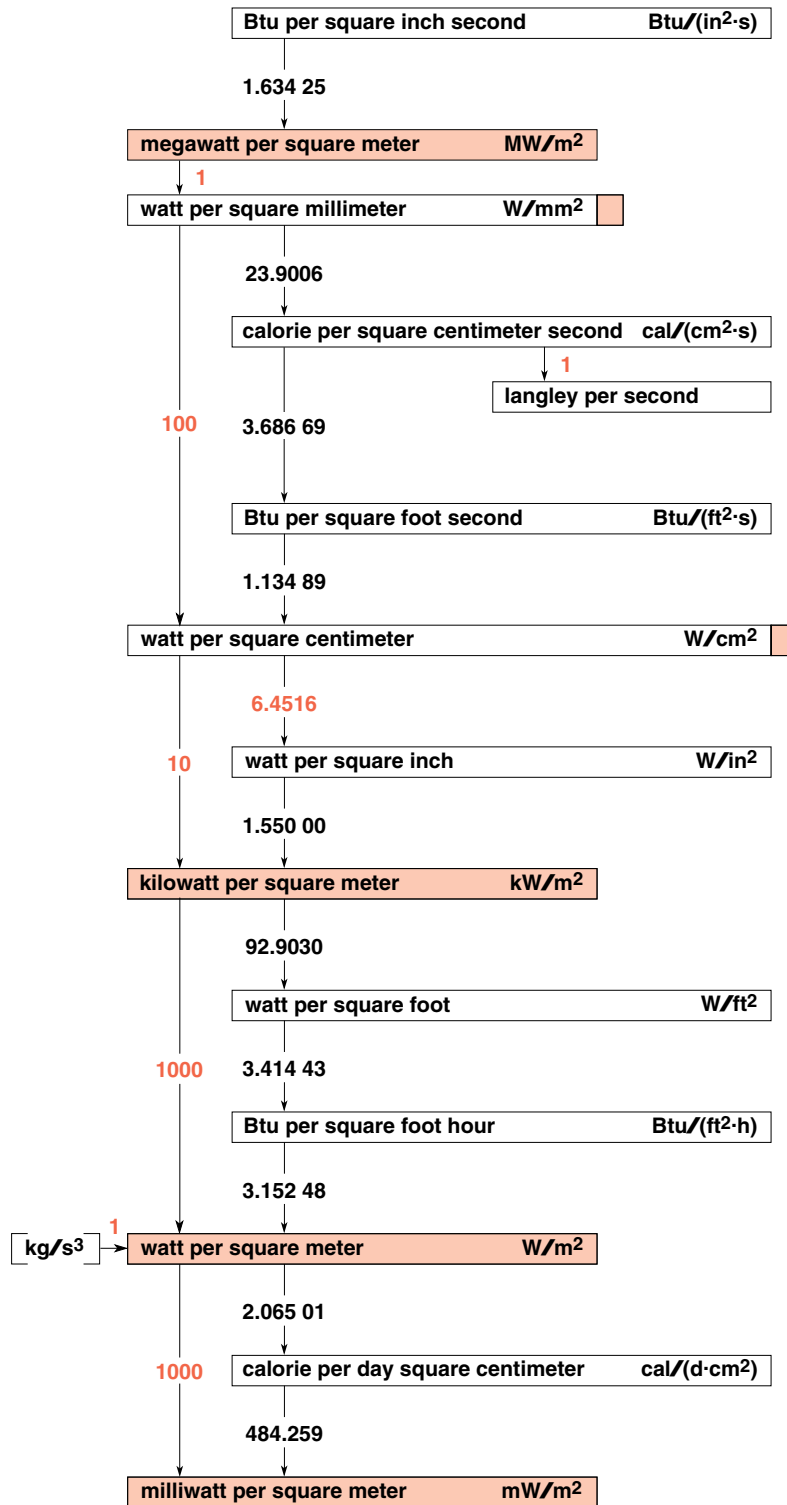 Btu per square inch second Btu/(in²·s)
1.634 25
megawatt per square meter MW/m²
1
watt per square millimeter W/mm²
23.9006
calorie per square centimeter second cal/(cm²·s)
1
langley per second
100 3.686 69
Btu per square foot second Btu/(ft²·s)
1.134 89
watt per square centimeter W/cm²
6.4516
watt per square inch W/in²
10
1.550 00
kilowatt per square meter kW/m²
92.9030
watt per square foot W/ft²
1000 3.414 43
Btu per square foot hour Btu/(ft²·h)
3.152 48
1
kg/s³ watt per square meter W/m²
2.065 01
calorie per day square centimeter cal/(d·cm²)
1000
484.259
milliwatt per square meter mW/m²